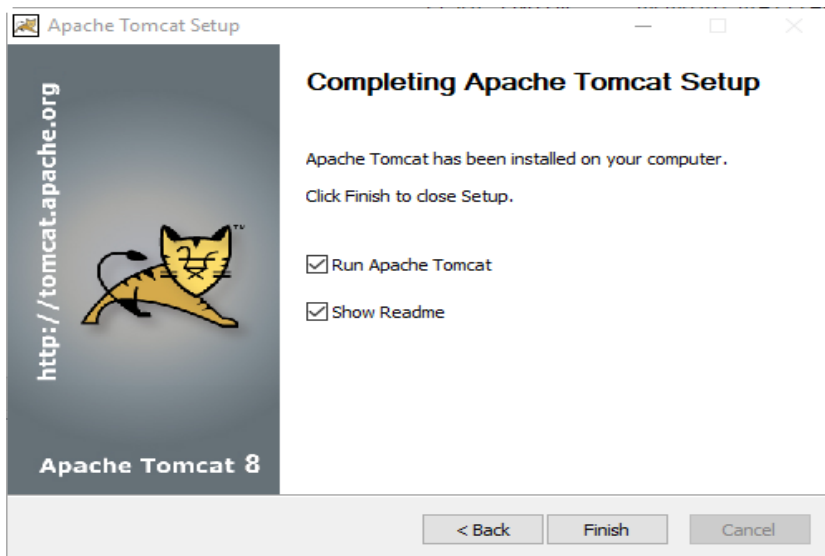 Apache Tomcat Setup
http://tomcat.apache.org
TM
Apache Tomcat 8
Completing Apache Tomcat Setup
Apache Tomcat has been installed on your computer.
Click Finish to close Setup.
Run Apache Tomcat
Show Readme
< Back
Finish
Cancel